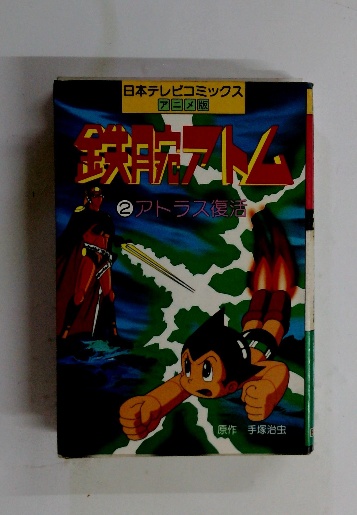 日本テレビコミックス
アニメ版
鉄腕アトム
②アトラス復活
原作 手塚治虫